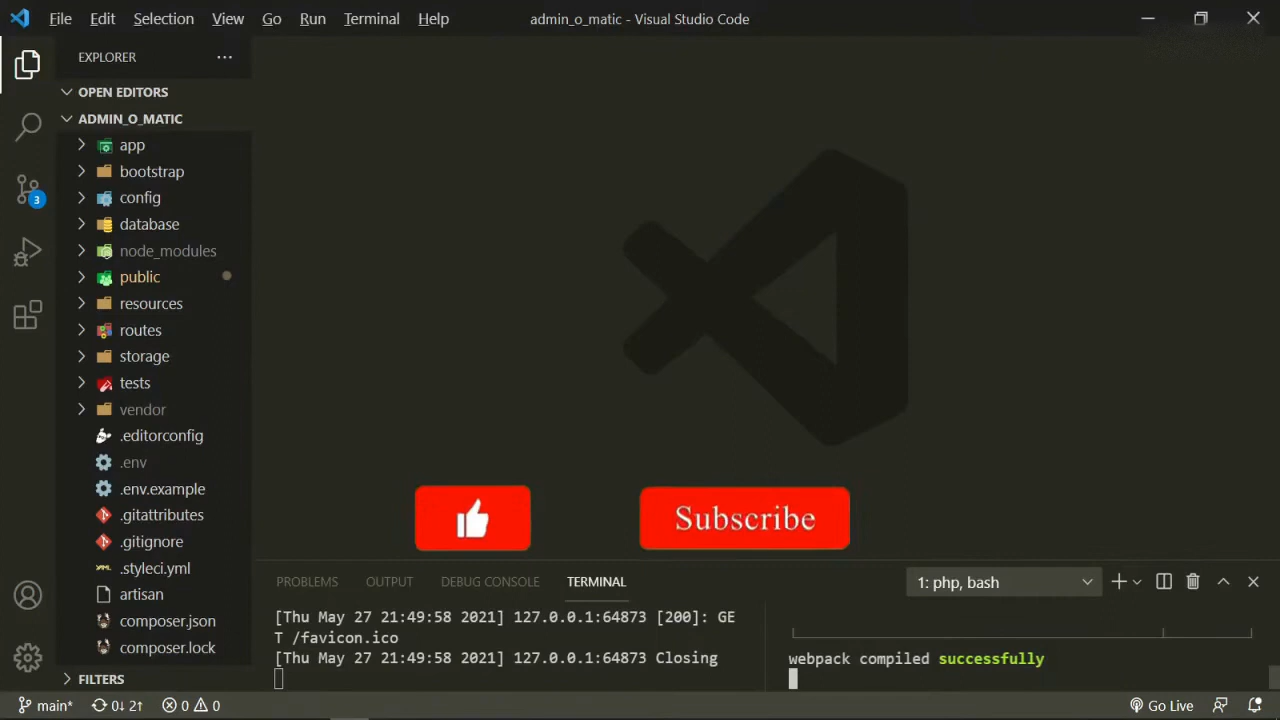 File Edit Selection View Go Run Terminal Help admin_o_matic - Visual Studio Code
EXPLORER
OPEN EDITORS
ADMIN_O_MATIC
app
bootstrap
config
database
node_modules
public
resources
routes
storage
tests
vendor
.editorconfig
.env
.env.example
.gitattributes
.gitignore
.styleci.yml
artisan
composer.json
composer.lock
FILTERS
3
Subscribe
PROBLEMS OUTPUT DEBUG CONSOLE TERMINAL 1: php, bash
[Thu May 27 21:49:58 2021] 127.0.0.1:64873 [200]: GE
T /favicon.ico
[Thu May 27 21:49:58 2021] 127.0.0.1:64873 Closing
webpack compiled successfully
main* 0↓ 2↑ 0 0 Go Live